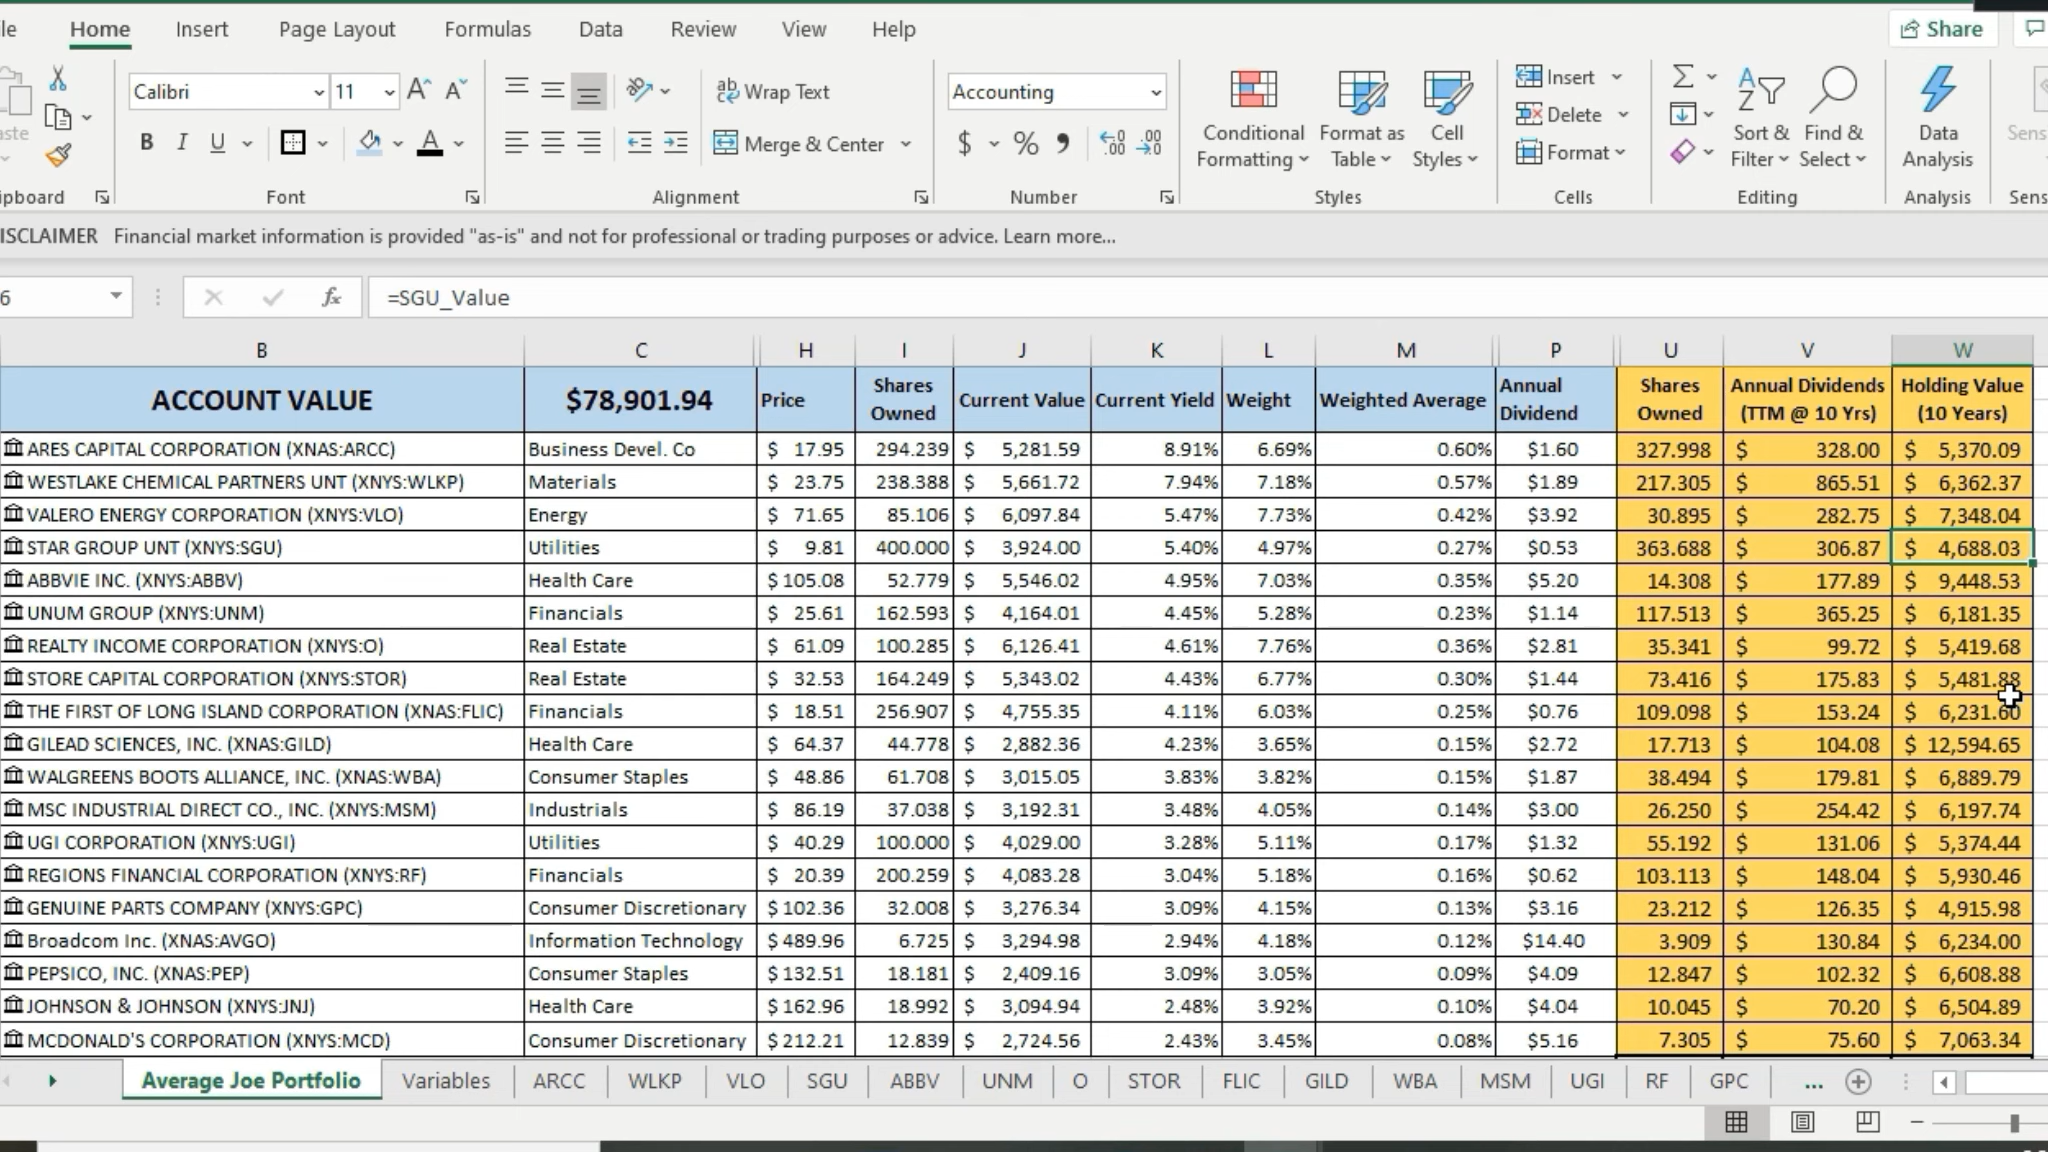 Home Insert Page Layout Formulas Data Review View Help Share
Calibri 11 Wrap Text Accounting Insert
Conditional Formatting Format as Table Cell Styles Delete Sort & Filter Find & Select Data Analysis
B I U Merge & Center $ % Format
Font Alignment Number Styles Cells Editing Analysis
Financial market information is provided "as-is" and not for professional or trading purposes or advice. Learn more...
6 fx =SGU_Value
B C H I J K L M P U V W
ACCOUNT VALUE $78,901.94 Price Shares Owned Current Value Current Yield Weight Weighted Average Annual Dividend Shares Owned Annual Dividends (TTM @ 10 Yrs) Holding Value (10 Years)
ARES CAPITAL CORPORATION (XNAS:ARCC) Business Devel. Co $ 17.95 294.239 $ 5,281.59 8.91% 6.69% 0.60% $1.60 327.998 $ 328.00 $ 5,370.09
WESTLAKE CHEMICAL PARTNERS UNT (XNYS:WLKP) Materials $ 23.75 238.388 $ 5,661.72 7.94% 7.18% 0.57% $1.89 217.305 $ 865.51 $ 6,362.37
VALERO ENERGY CORPORATION (XNYS:VLO) Energy $ 71.65 85.106 $ 6,097.84 5.47% 7.73% 0.42% $3.92 30.895 $ 282.75 $ 7,348.04
STAR GROUP UNT (XNYS:SGU) Utilities $ 9.81 400.000 $ 3,924.00 5.40% 4.97% 0.27% $0.53 363.688 $ 306.87 $ 4,688.03
ABBVIE INC. (XNYS:ABBV) Health Care $ 105.08 52.779 $ 5,546.02 4.95% 7.03% 0.35% $5.20 14.308 $ 177.89 $ 9,448.53
UNUM GROUP (XNYS:UNM) Financials $ 25.61 162.593 $ 4,164.01 4.45% 5.28% 0.23% $1.14 117.513 $ 365.25 $ 6,181.35
REALTY INCOME CORPORATION (XNYS:O) Real Estate $ 61.09 100.285 $ 6,126.41 4.61% 7.76% 0.36% $2.81 35.341 $ 99.72 $ 5,419.68
STORE CAPITAL CORPORATION (XNYS:STOR) Real Estate $ 32.53 164.249 $ 5,343.02 4.43% 6.77% 0.30% $1.44 73.416 $ 175.83 $ 5,481.88
THE FIRST OF LONG ISLAND CORPORATION (XNAS:FLIC) Financials $ 18.51 256.907 $ 4,755.35 4.11% 6.03% 0.25% $0.76 109.098 $ 153.24 $ 6,231.60
GILEAD SCIENCES, INC. (XNAS:GILD) Health Care $ 64.37 44.778 $ 2,882.36 4.23% 3.65% 0.15% $2.72 17.713 $ 104.08 $ 12,594.65
WALGREENS BOOTS ALLIANCE, INC. (XNAS:WBA) Consumer Staples $ 48.86 61.708 $ 3,015.05 3.83% 3.82% 0.15% $1.87 38.494 $ 179.81 $ 6,889.79
MSC INDUSTRIAL DIRECT CO., INC. (XNYS:MSM) Industrials $ 86.19 37.038 $ 3,192.31 3.48% 4.05% 0.14% $3.00 26.250 $ 254.42 $ 6,197.74
UGI CORPORATION (XNYS:UGI) Utilities $ 40.29 100.000 $ 4,029.00 3.28% 5.11% 0.17% $1.32 55.192 $ 131.06 $ 5,374.44
REGIONS FINANCIAL CORPORATION (XNYS:RF) Financials $ 20.39 200.259 $ 4,083.28 3.04% 5.18% 0.16% $0.62 103.113 $ 148.04 $ 5,930.46
GENUINE PARTS COMPANY (XNYS:GPC) Consumer Discretionary $ 102.36 32.008 $ 3,276.34 3.09% 4.15% 0.13% $3.16 23.212 $ 126.35 $ 4,915.98
Broadcom Inc. (XNAS:AVGO) Information Technology $ 489.96 6.725 $ 3,294.98 2.94% 4.18% 0.12% $14.40 3.909 $ 130.84 $ 6,234.00
PEPSICO, INC. (XNAS:PEP) Consumer Staples $ 132.51 18.181 $ 2,409.16 3.09% 3.05% 0.09% $4.09 12.847 $ 102.32 $ 6,608.88
JOHNSON & JOHNSON (XNYS:JNJ) Health Care $ 162.96 18.992 $ 3,094.94 2.48% 3.92% 0.10% $4.04 10.045 $ 70.20 $ 6,504.89
MCDONALD'S CORPORATION (XNYS:MCD) Consumer Discretionary $ 212.21 12.839 $ 2,724.56 2.43% 3.45% 0.08% $5.16 7.305 $ 75.60 $ 7,063.34
Average Joe Portfolio Variables ARCC WLKP VLO SGU ABBV UNM O STOR FLIC GILD WBA MSM UGI RF GPC ...